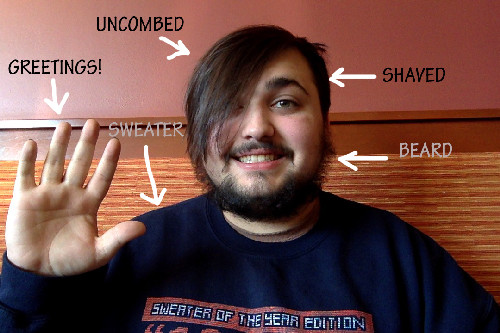 UNCOMBED
GREETINGS!
SHAVED
SWEATER
BEARD
SWEATER OF THE YEAR EDITION